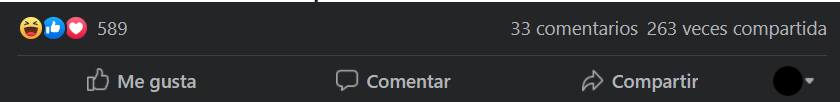 589 33 comentarios 263 veces compartida
Me gusta Comentar Compartir